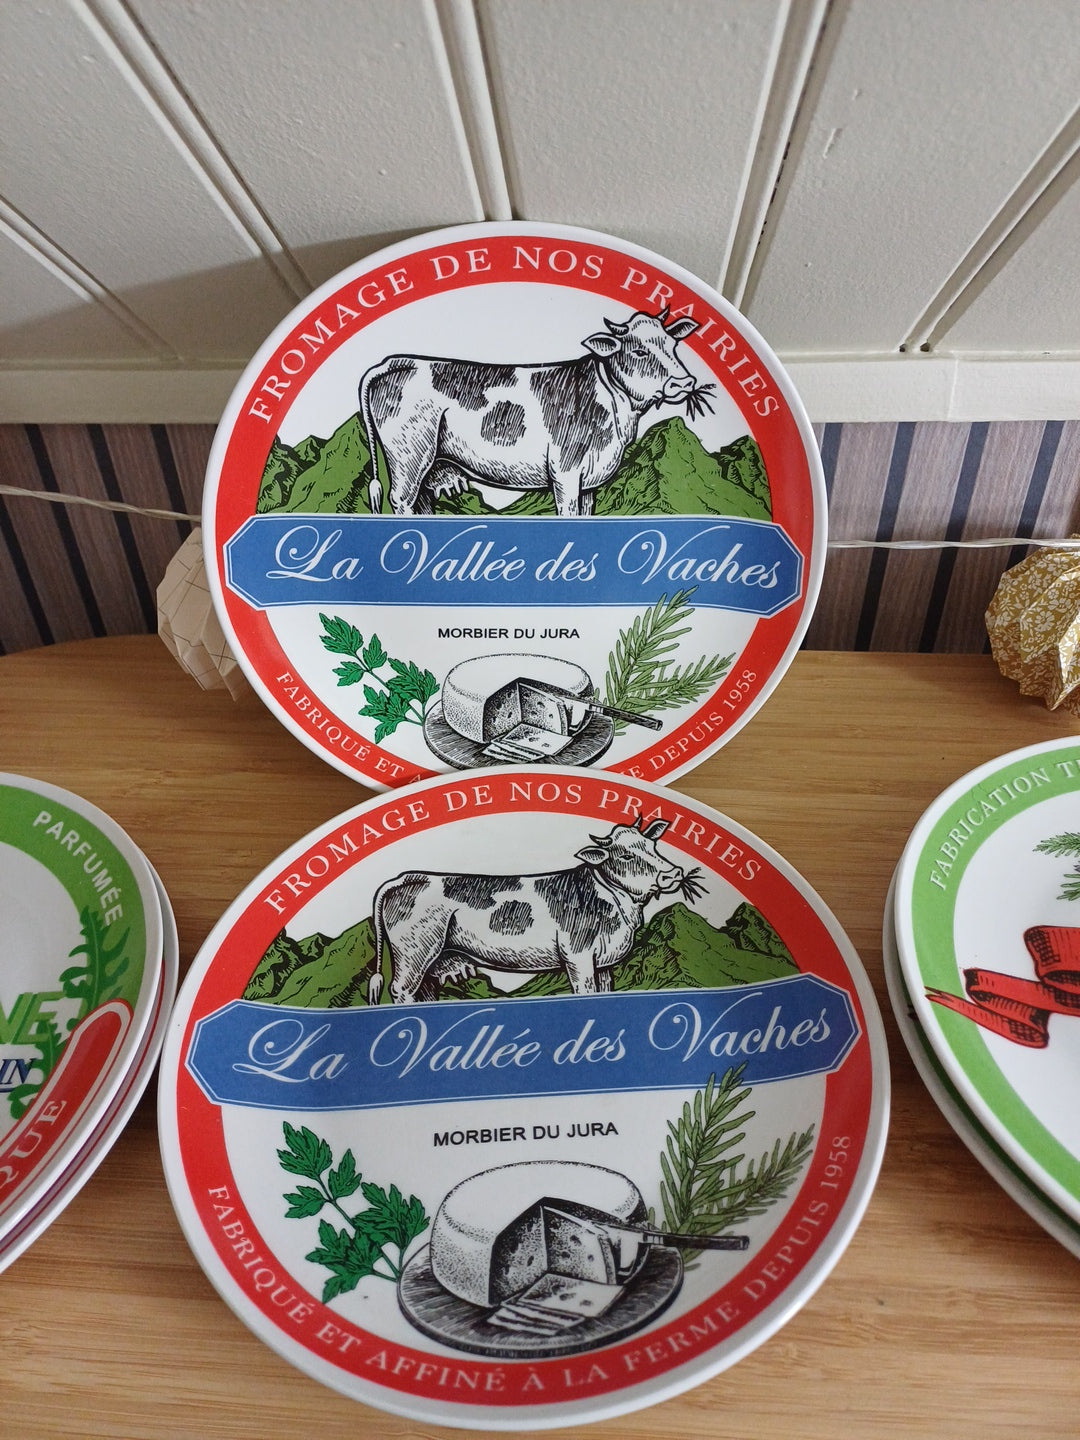 FROMAGE DE NOS PRAIRIES
La Vallée des Vaches
MORBIER DU JURA
FABRIQUÉ ET
DEPUIS 1958
FROMAGE DE NOS PRAIRIES
La Vallée des Vaches
MORBIER DU JURA
FABRIQUÉ ET AFFINÉ À LA FERME DEPUIS 1958
PARFUMÉE
FABRICATION